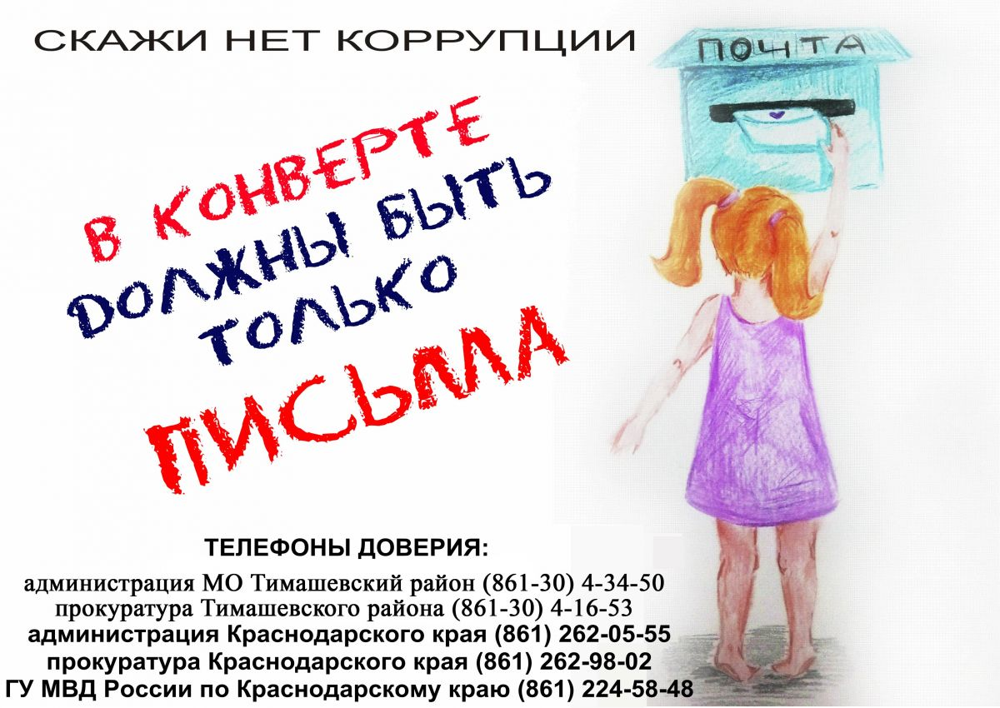 СКАЖИ НЕТ КОРРУПЦИИ
ПОЧТА
В КОНВЕРТЕ
ДОЛЖНЫ БЫТЬ
ТОЛЬКО
ПИСЬМА
ТЕЛЕФОНЫ ДОВЕРИЯ:
администрация МО Тимашевский район (861-30) 4-34-50
прокуратура Тимашевского района (861-30) 4-16-53
администрация Краснодарского края (861) 262-05-55
прокуратура Краснодарского края (861) 262-98-02
ГУ МВД России по Краснодарскому краю (861) 224-58-48